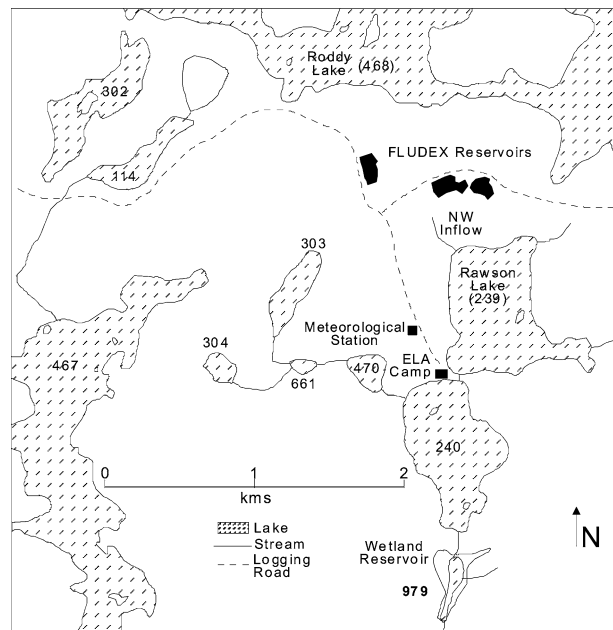 Roddy
Lake (468)
302
114
FLUDEX Reservoirs
NW
Inflow
303
Rawson
Lake
(239)
Meteorological
Station
304
ELA
Camp
467
661
470
240
0 1 2
kms
Lake
Stream
Logging
Road
Wetland
Reservoir
N
979